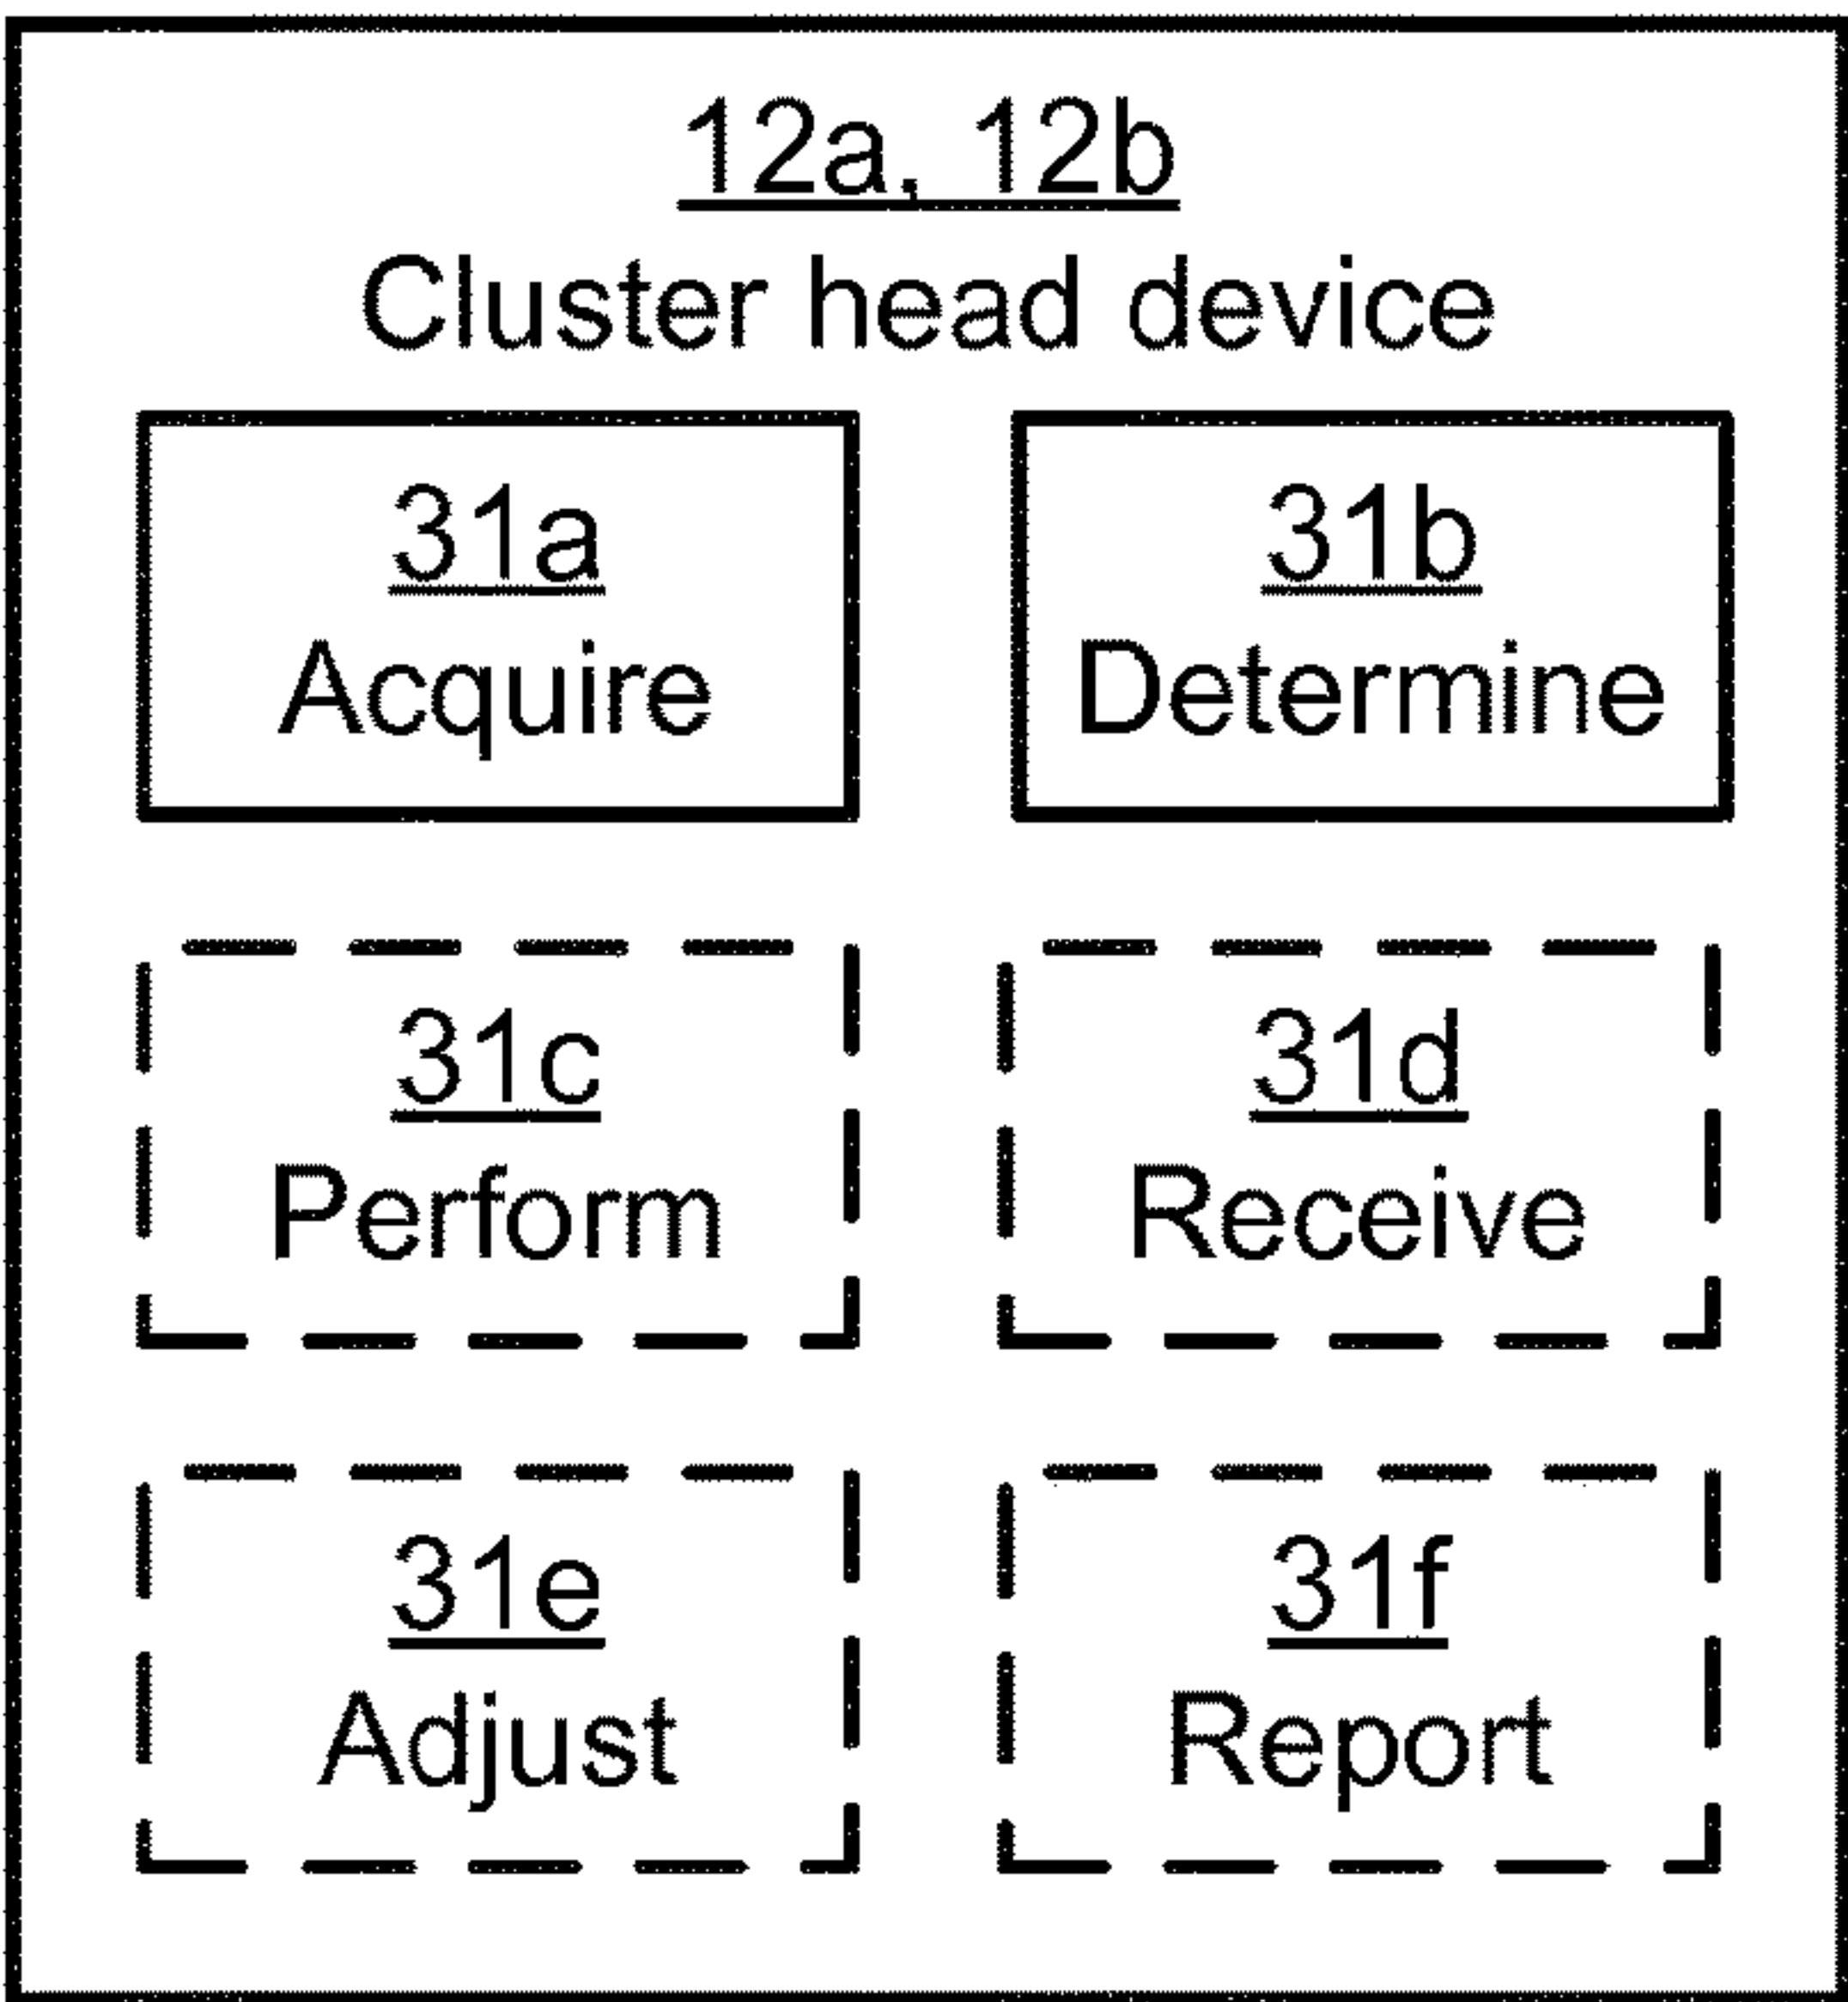 12a, 12b
Cluster head device
31a
Acquire
31b
Determine
31c
Perform
31d
Receive
31e
Adjust
31f
Report